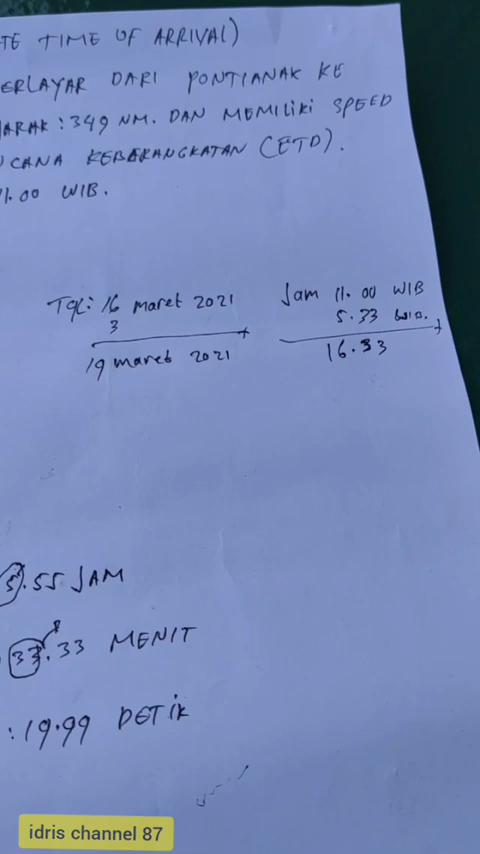 TE TIME OF ARRIVAL)
ERLAYAR DARI PONTIANAK KE
ARAK : 349 NM. DAN MEMILIKI SPEED
CANA KEBERANGKATAN (ETD).
11.00 WIB.
Tgl: 16 maret 2021 Jam 11.00 WIB
3 5.33 WIB.
19 maret 2021 16.33
5.55 JAM
33.33 MENIT
: 19.99 DETIK
idris channel 87